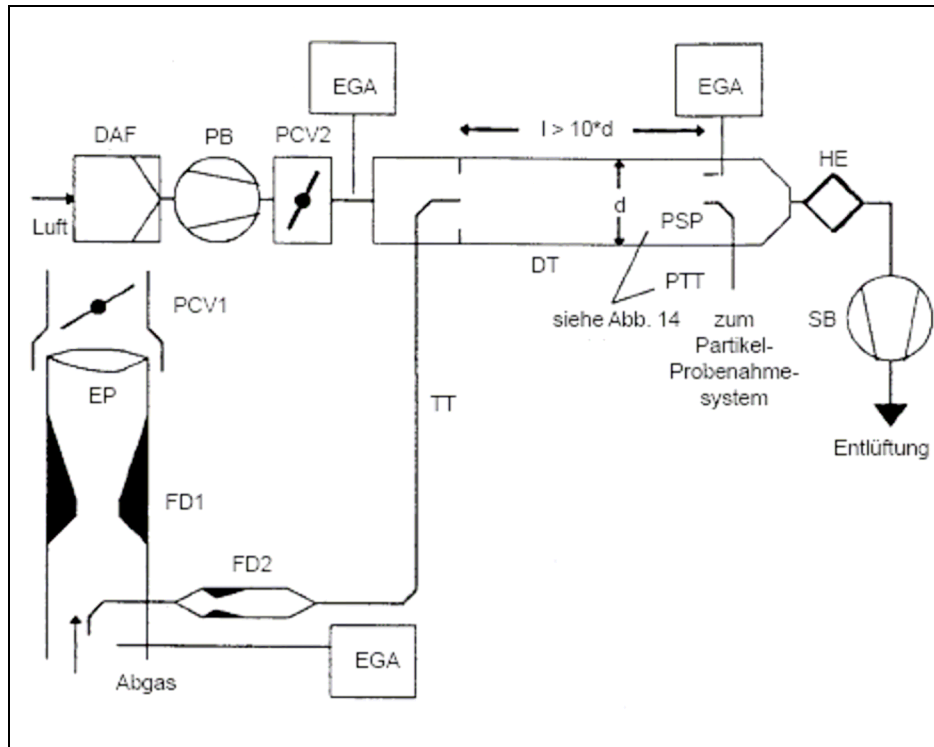 EGA
EGA
DAF
PB
PCV2
l > 10*d
HE
Luft
d
PSP
DT
PTT
PCV1
siehe Abb. 14
zum
Partikel-
Probenahme-
system
SB
EP
TT
Entlüftung
FD1
FD2
EGA
Abgas